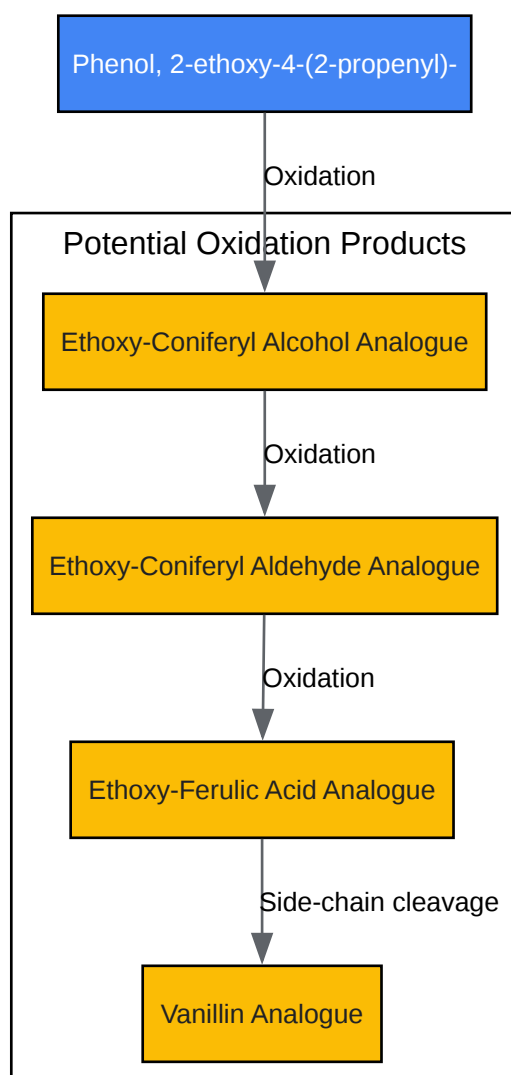 Phenol, 2-ethoxy-4-(2-propenyl)-
Oxidation
Potential Oxidation Products
Ethoxy-Coniferyl Alcohol Analogue
Oxidation
Ethoxy-Coniferyl Aldehyde Analogue
Oxidation
Ethoxy-Ferulic Acid Analogue
Side-chain cleavage
Vanillin Analogue